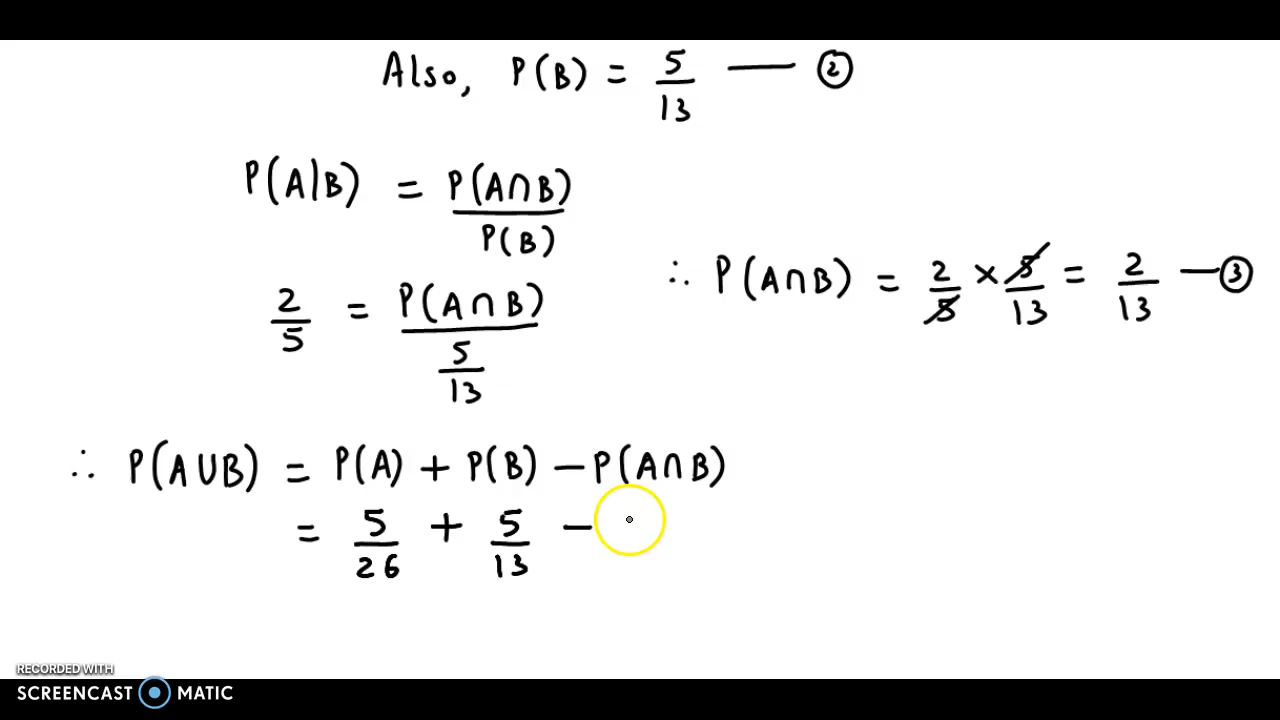 Also, P(B) = 5/13 — ②
P(A|B) = P(A∩B)/P(B)
∴ P(A∩B) = 2/5 × 5/13 = 2/13 — ③
2/5 = P(A∩B)/(5/13)
∴ P(A∪B) = P(A) + P(B) – P(A∩B)
= 5/26 + 5/13 –
RECORDED WITH
SCREENCAST MATIC